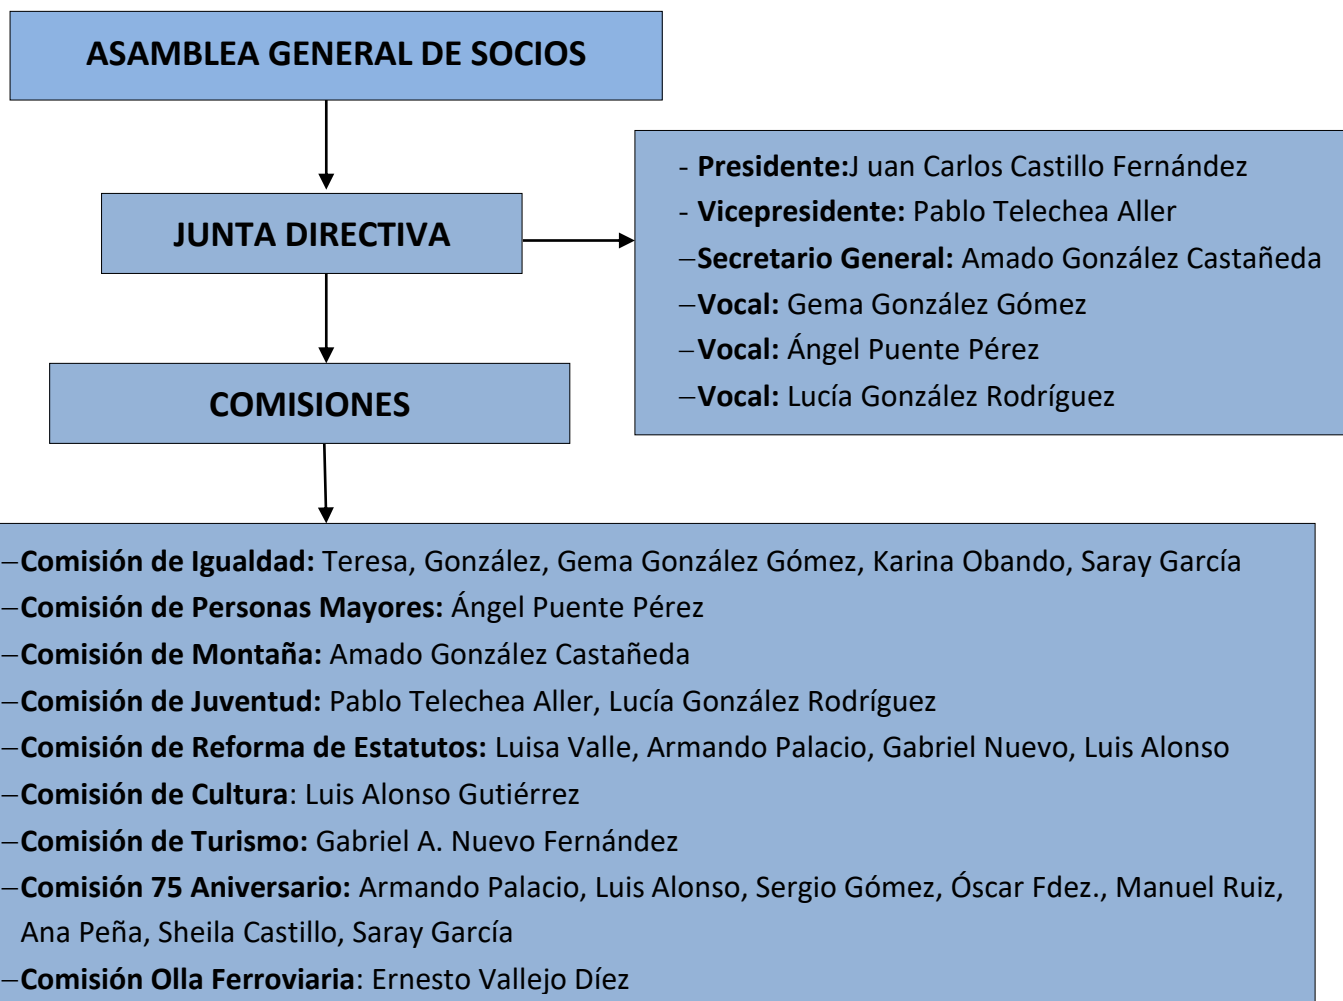 ASAMBLEA GENERAL DE SOCIOS
JUNTA DIRECTIVA
- Presidente:J uan Carlos Castillo Fernández
- Vicepresidente: Pablo Telechea Aller
–Secretario General: Amado González Castañeda
–Vocal: Gema González Gómez
–Vocal: Ángel Puente Pérez
–Vocal: Lucía González Rodríguez
COMISIONES
–Comisión de Igualdad: Teresa, González, Gema González Gómez, Karina Obando, Saray García
–Comisión de Personas Mayores: Ángel Puente Pérez
–Comisión de Montaña: Amado González Castañeda
–Comisión de Juventud: Pablo Telechea Aller, Lucía González Rodríguez
–Comisión de Reforma de Estatutos: Luisa Valle, Armando Palacio, Gabriel Nuevo, Luis Alonso
–Comisión de Cultura: Luis Alonso Gutiérrez
–Comisión de Turismo: Gabriel A. Nuevo Fernández
–Comisión 75 Aniversario: Armando Palacio, Luis Alonso, Sergio Gómez, Óscar Fdez., Manuel Ruiz,
Ana Peña, Sheila Castillo, Saray García
–Comisión Olla Ferroviaria: Ernesto Vallejo Díez